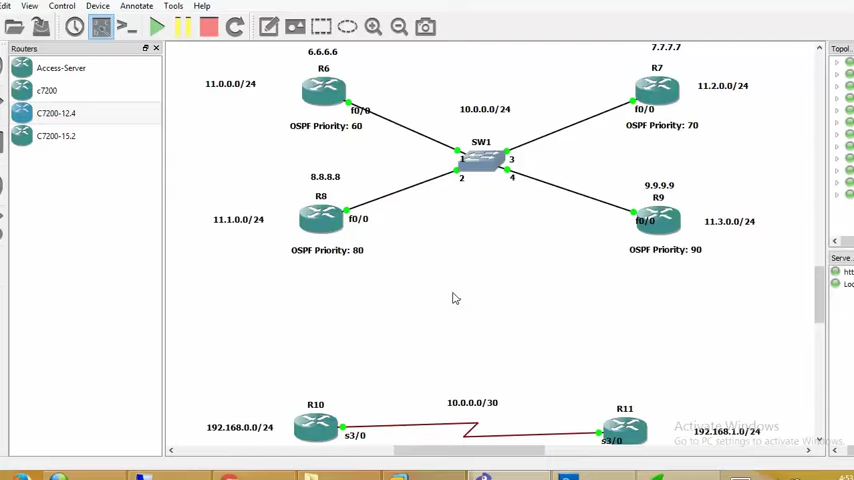 Edit View Control Device Annotate Tools Help
Routers
Access-Server
c7200
C7200-12.4
C7200-15.2
6.6.6.6
R6
11.0.0.0/24
f0/0
OSPF Priority: 60
7.7.7.7
R7
11.2.0.0/24
f0/0
OSPF Priority: 70
10.0.0.0/24
SW1
1
3
2
4
8.8.8.8
R8
11.1.0.0/24
f0/0
OSPF Priority: 80
9.9.9.9
R9
f0/0
11.3.0.0/24
OSPF Priority: 90
10.0.0.0/30
R10
192.168.0.0/24
s3/0
R11
192.168.1.0/24
s3/0
Activate Windows
Go to PC settings to activate Windows.
Topol
Serve
htt
Loc
4:53